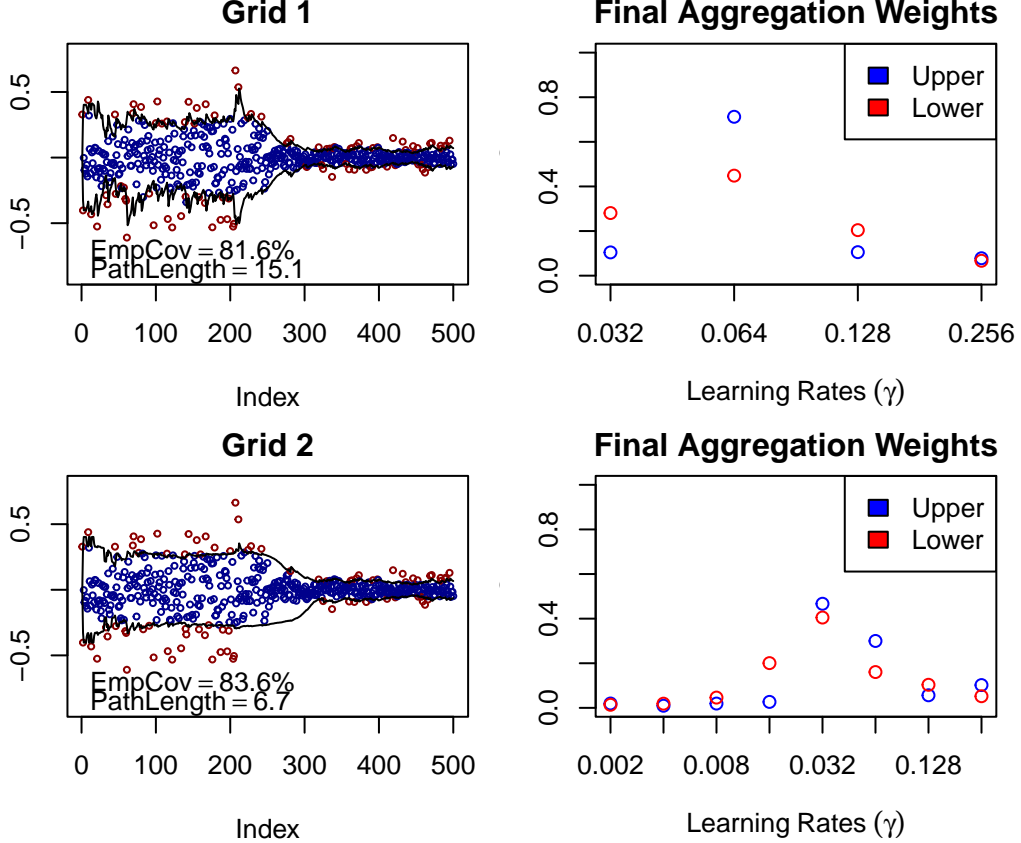 Grid 1
0.5
−0.5
EmpCov = 81.6%
PathLength = 15.1
0 100 200 300 400 500
Index
Final Aggregation Weights
Upper
Lower
0.8
0.4
0.0
0.032 0.064 0.128 0.256
Learning Rates (γ)
Grid 2
0.5
−0.5
EmpCov = 83.6%
PathLength = 6.7
0 100 200 300 400 500
Index
Final Aggregation Weights
Upper
Lower
0.8
0.4
0.0
0.002 0.008 0.032 0.128
Learning Rates (γ)